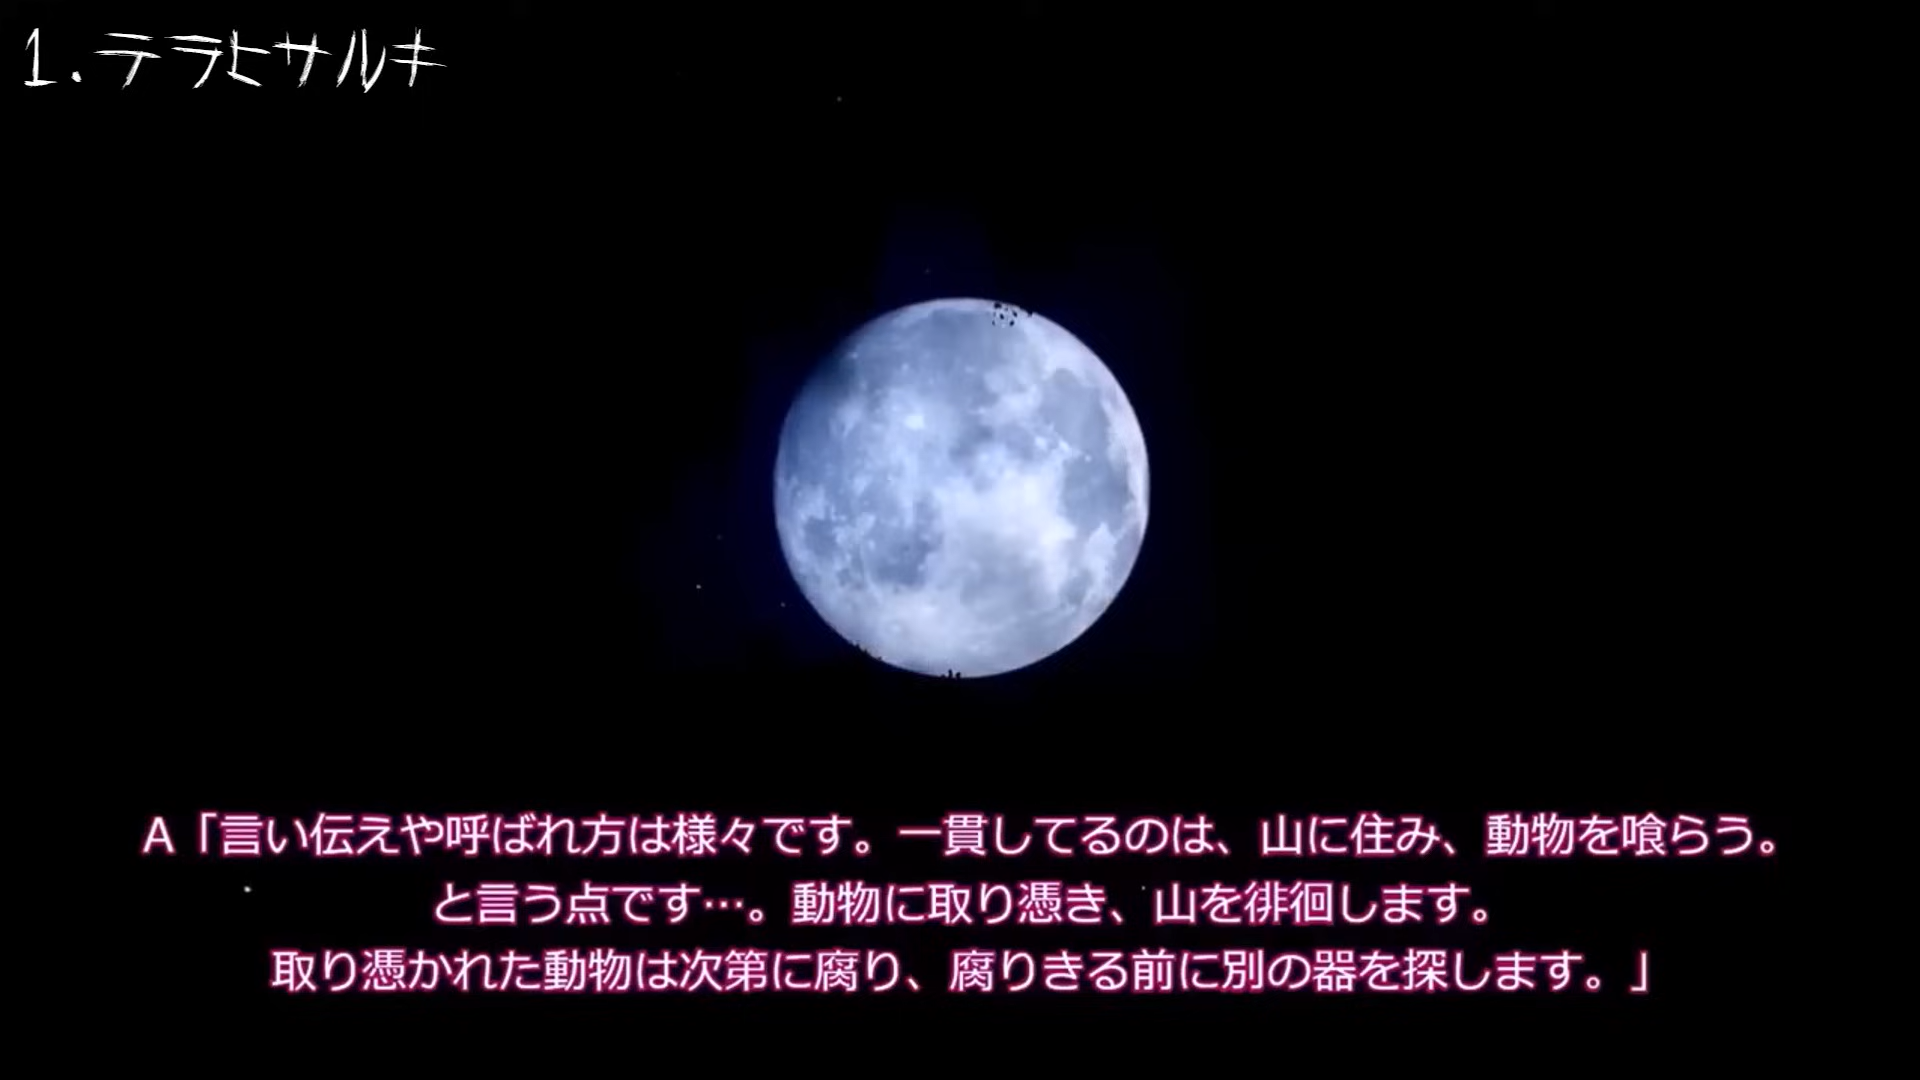 1.テラヒサルキ
A「言い伝えや呼ばれ方は様々です。一貫してるのは、山に住み、動物を喰らう。
と言う点です…。動物に取り憑き、山を徘徊します。
取り憑かれた動物は次第に腐り、腐りきる前に別の器を探します。」